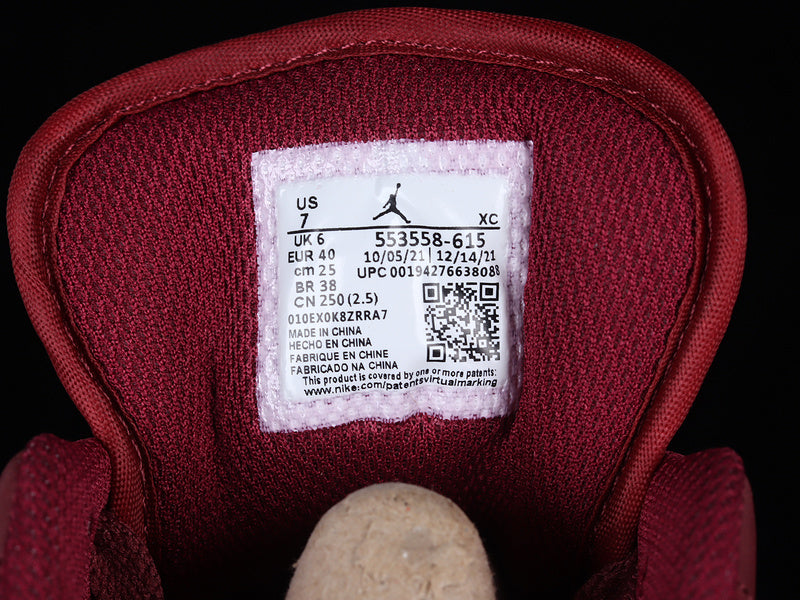 US
7 XC
UK 6 553558-615
EUR 40 10/05/21 12/14/21
cm 25 UPC 00194276638088
BR 38
CN 250 (2.5)
010EX0K8ZRRA7
MADE IN CHINA
HECHO EN CHINA
FABRIQUE EN CHINE
FABRICADO NA CHINA
This product is covered by one or more patents:
www.nike.com/patentsvirtualmarking